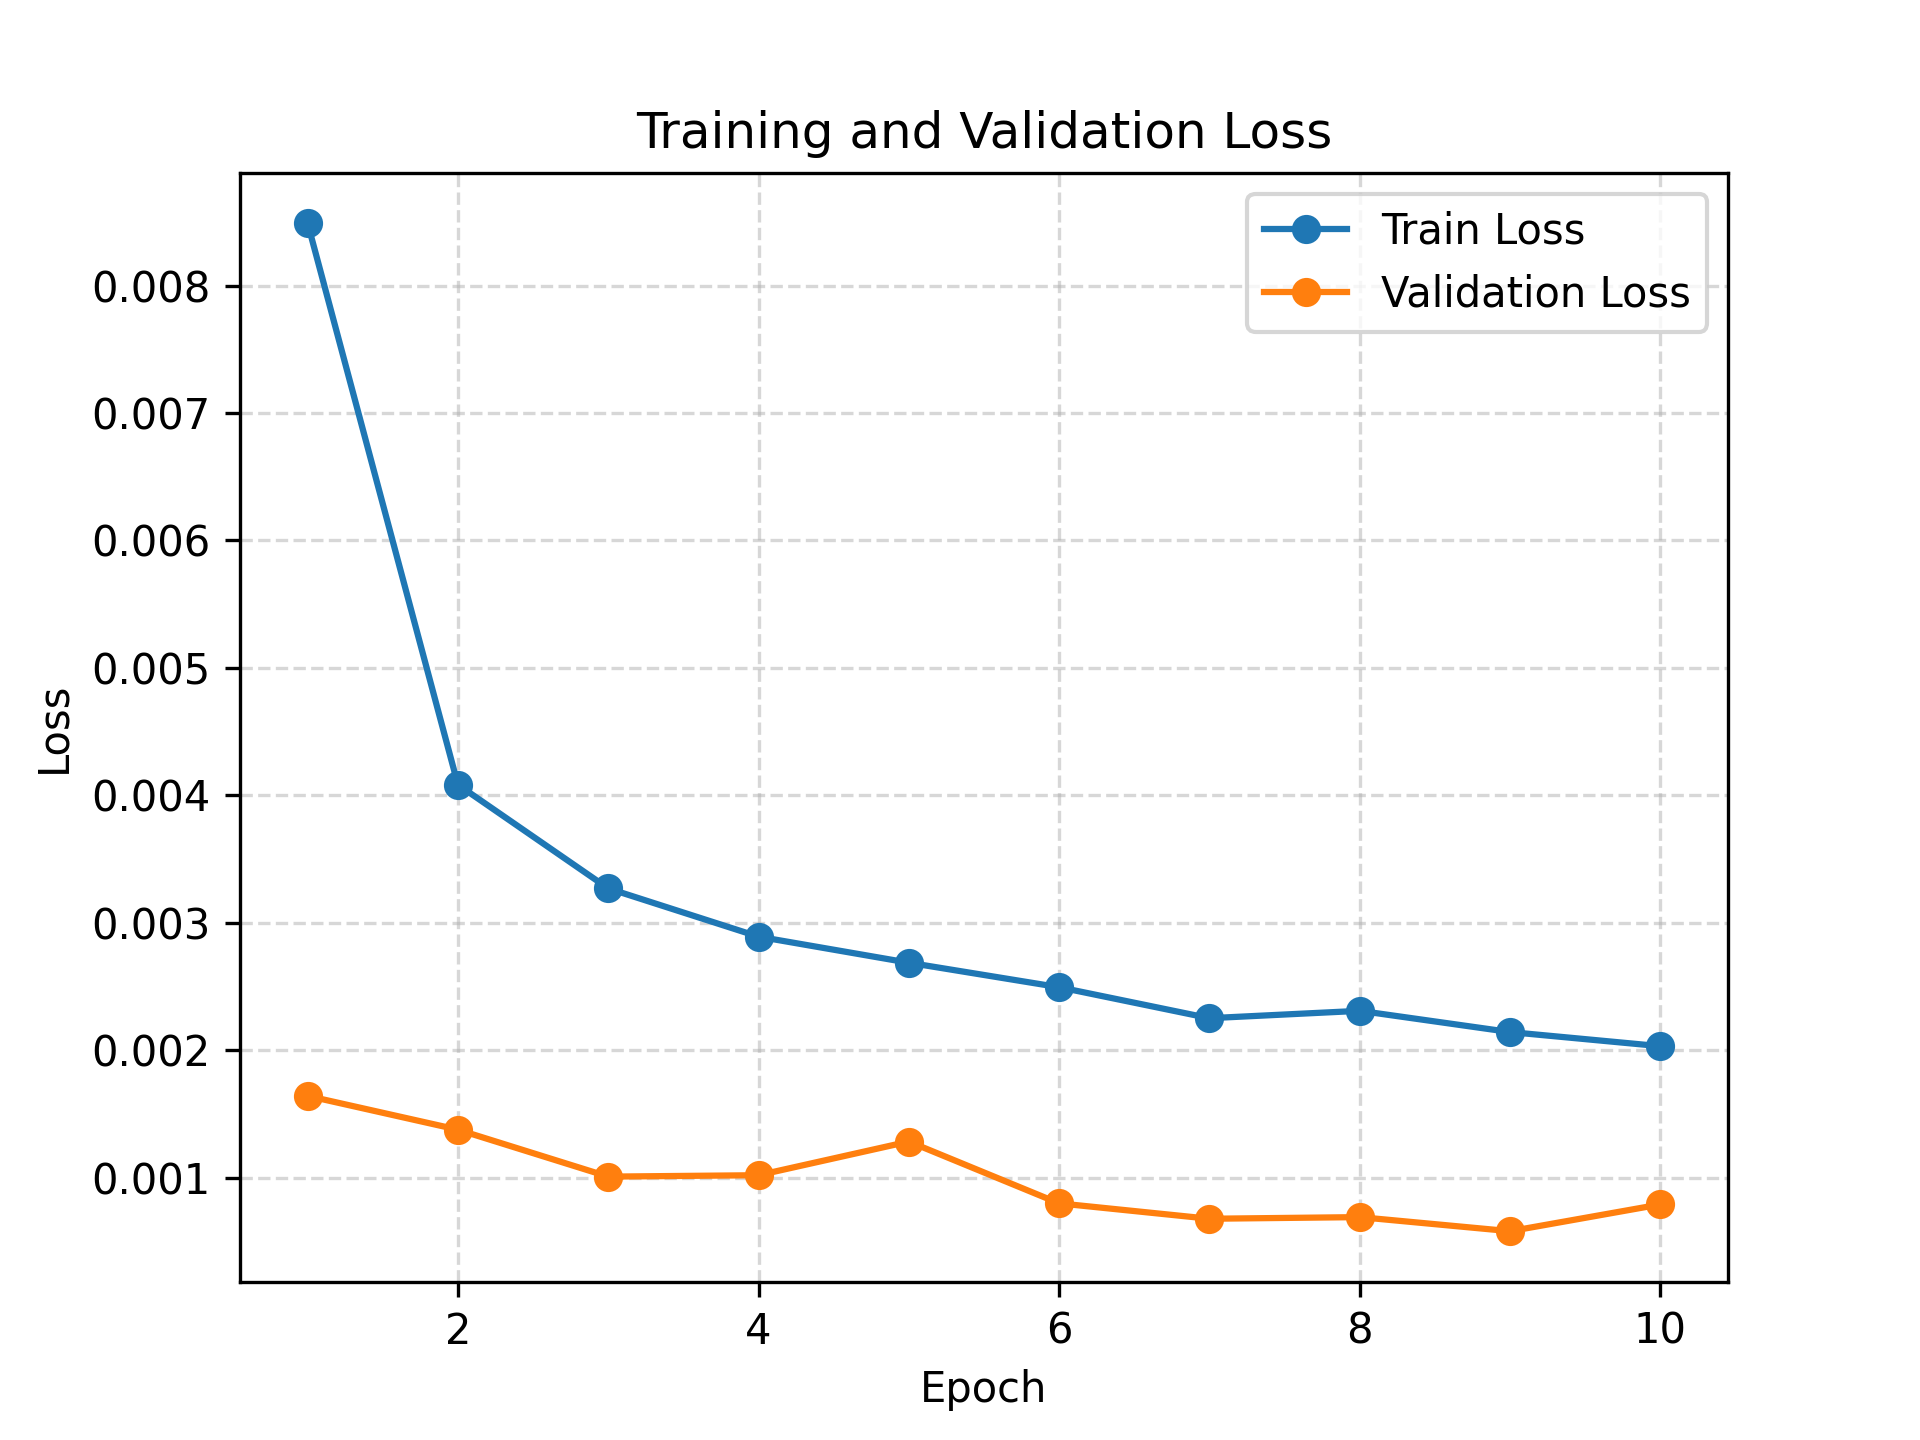 Training and Validation Loss
Train Loss
Validation Loss
0.008
0.007
0.006
0.005
0.004
0.003
0.002
0.001
Loss
2 4 6 8 10
Epoch